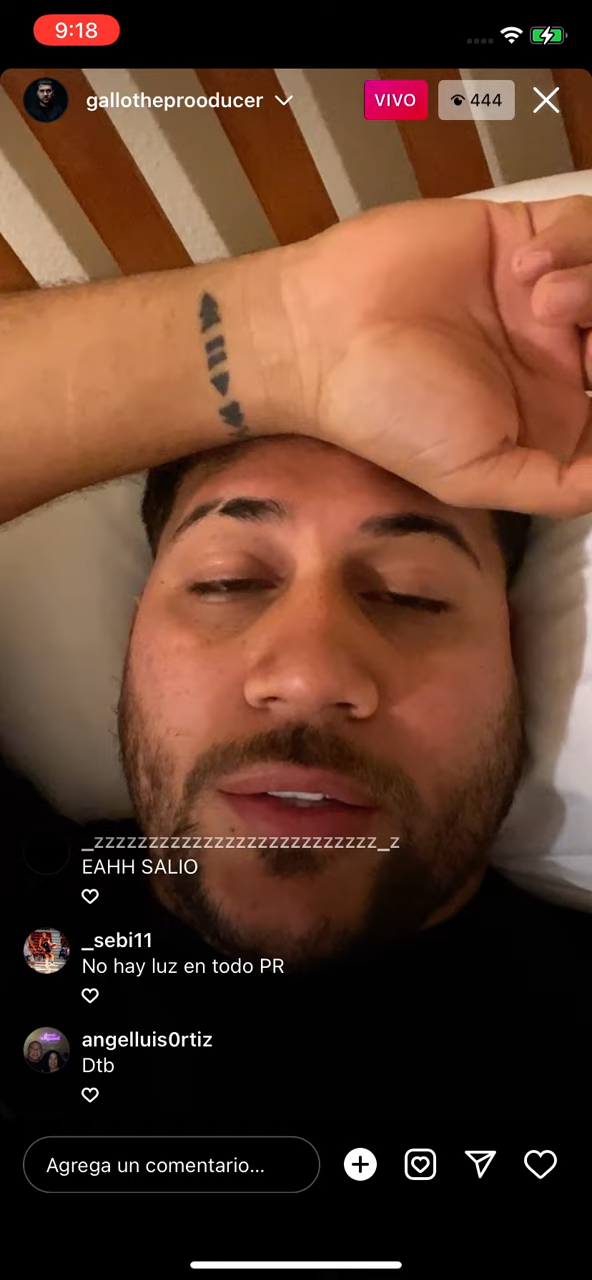 9:18
gallotheprooducer
VIVO
444
_zzzzzzzzzzzzzzzzzzzzzzzzzz_z
EAHH SALIO
_sebi11
No hay luz en todo PR
angelluis0rtiz
Dtb
Agrega un comentario...